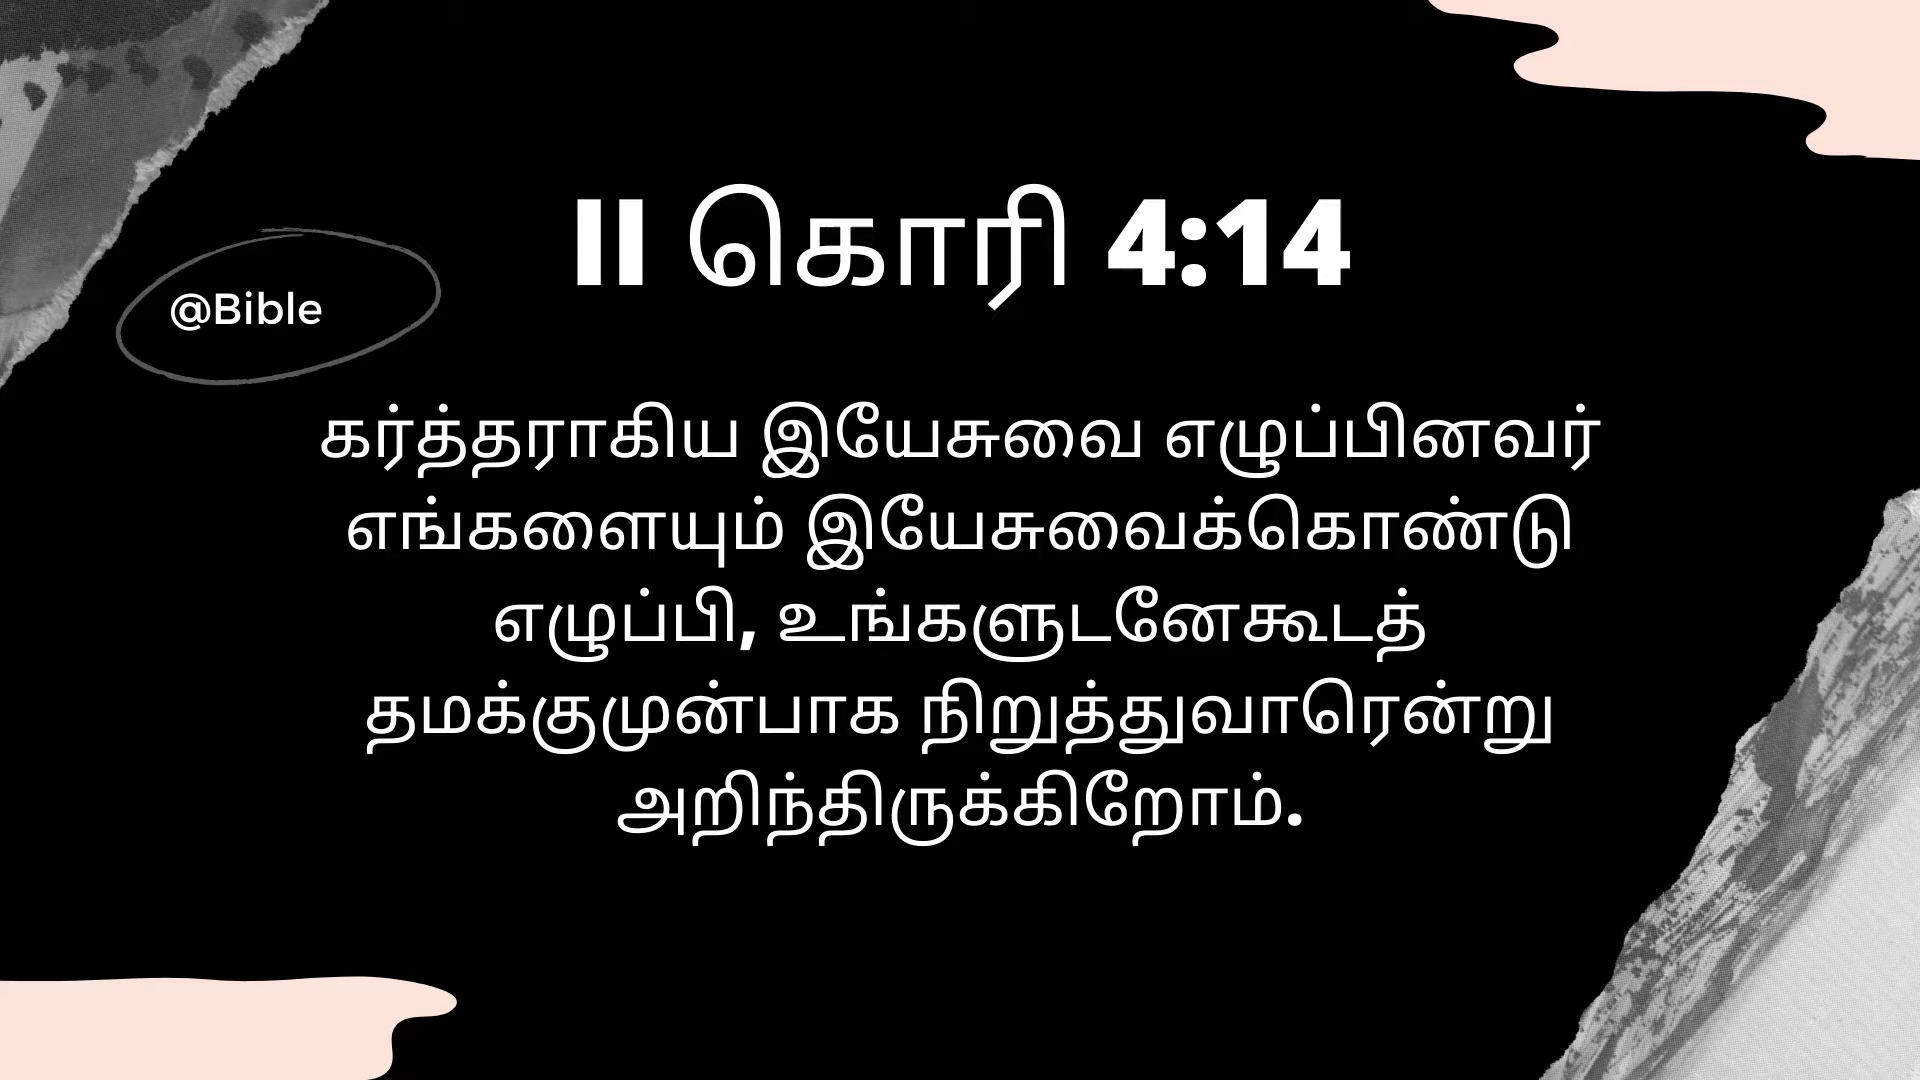 II கொரி 4:14
@Bible
கர்த்தராகிய இயேசுவை எழுப்பினவர்
எங்களையும் இயேசுவைக்கொண்டு
எழுப்பி, உங்களுடனேகூடத்
தமக்குமுன்பாக நிறுத்துவாரென்று
அறிந்திருக்கிறோம்.